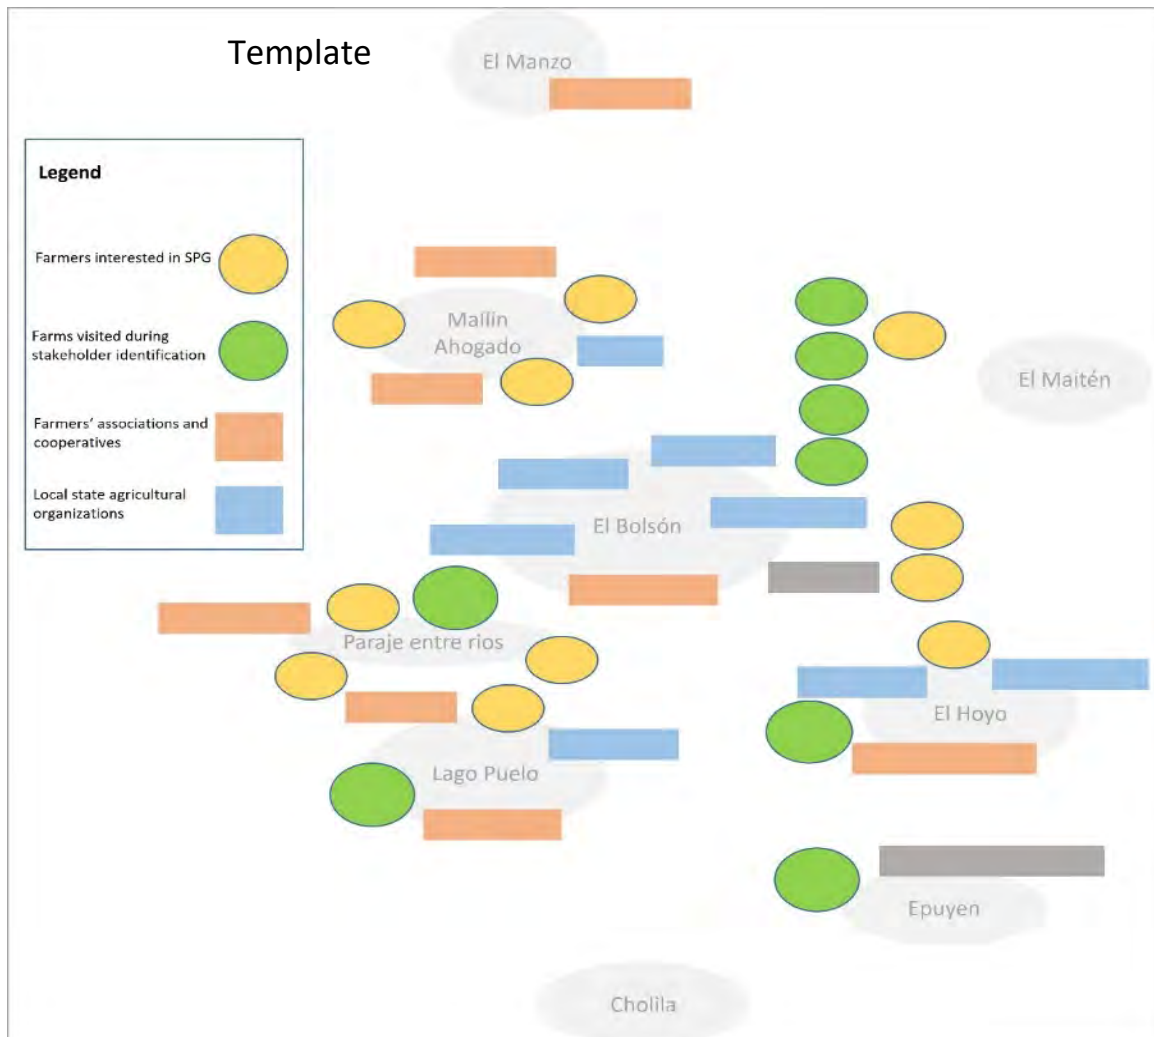 Template
El Manzo
Legend
Farmers interested in SPG
Farms visited during
stakeholder identification
Farmers' associations and
cooperatives
Local state agricultural
organizations
Mallin
Ahogado
El Maitén
El Bolsón
Paraje entre rios
El Hoyo
Lago Puelo
Epuyen
Cholila